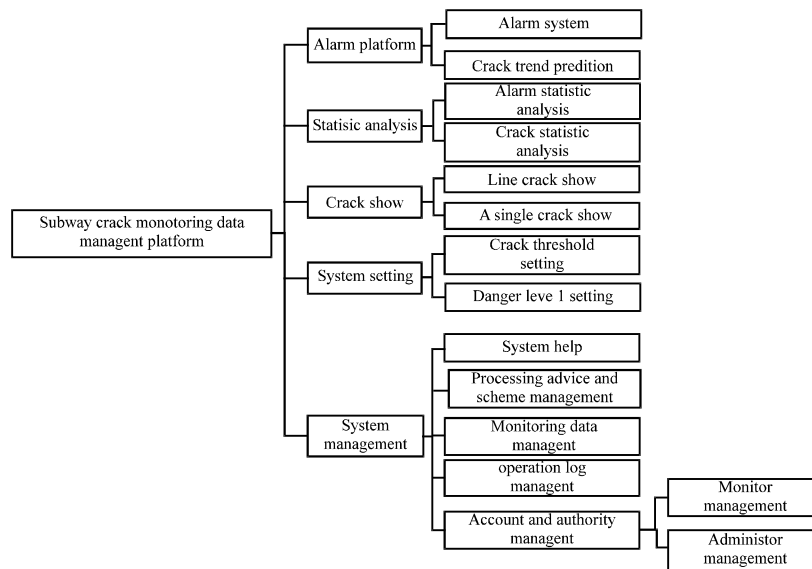 Subway crack monotoring data
managent platform
Alarm platform
Alarm system
Crack trend predition
Statisic analysis
Alarm statistic
analysis
Crack statistic
analysis
Crack show
Line crack show
A single crack show
System setting
Crack threshold
setting
Danger leve 1 setting
System
management
System help
Processing advice and
scheme management
Monitoring data
managent
operation log
managent
Account and authority
managent
Monitor
management
Administor
management